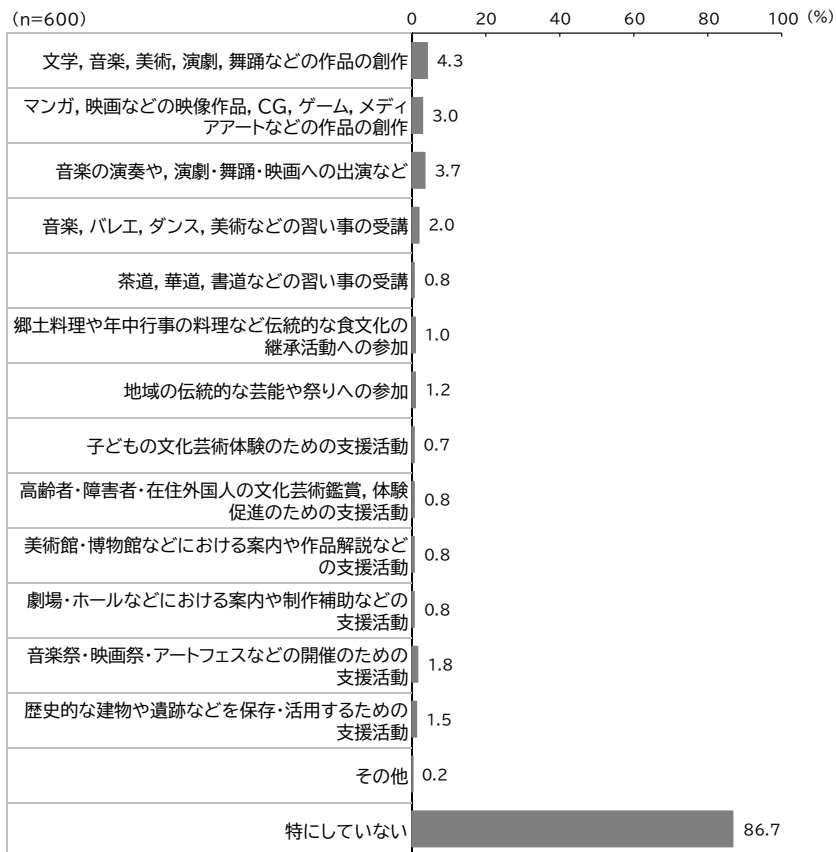 (n=600)
0 20 40 60 80 100 (%)
文学, 音楽, 美術, 演劇, 舞踊などの作品の創作 4.3
マンガ, 映画などの映像作品, CG, ゲーム, メディ
アアートなどの作品の創作 3.0
音楽の演奏や, 演劇・舞踊・映画への出演など 3.7
音楽, バレエ, ダンス, 美術などの習い事の受講 2.0
茶道, 華道, 書道などの習い事の受講 0.8
郷土料理や年中行事の料理など伝統的な食文化の
継承活動への参加 1.0
地域の伝統的な芸能や祭りへの参加 1.2
子どもの文化芸術体験のための支援活動 0.7
高齢者・障害者・在住外国人の文化芸術鑑賞, 体験
促進のための支援活動 0.8
美術館・博物館などにおける案内や作品解説など
の支援活動 0.8
劇場・ホールなどにおける案内や制作補助などの
支援活動 0.8
音楽祭・映画祭・アートフェスなどの開催のための
支援活動 1.8
歴史的な建物や遺跡などを保存・活用するための
支援活動 1.5
その他 0.2
特にしていない 86.7